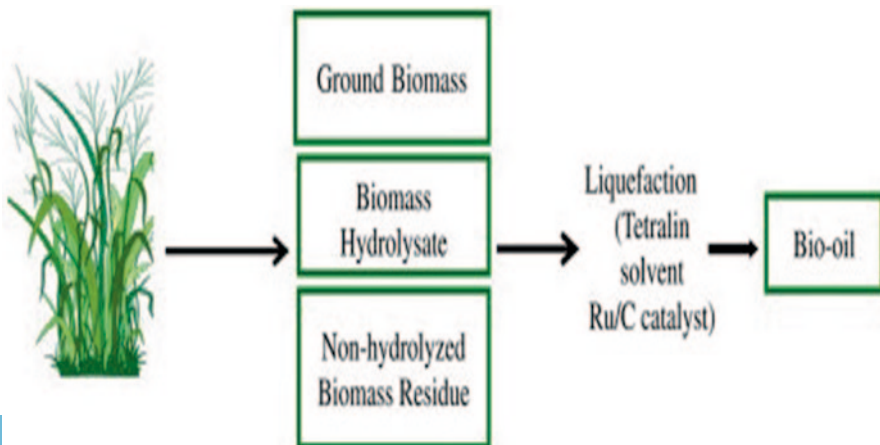 Ground Biomass
Biomass
Hydrolysate
Non-hydrolyzed
Biomass Residue
Liquefaction
(Tetralin
solvent
Ru/C catalyst)
Bio-oil